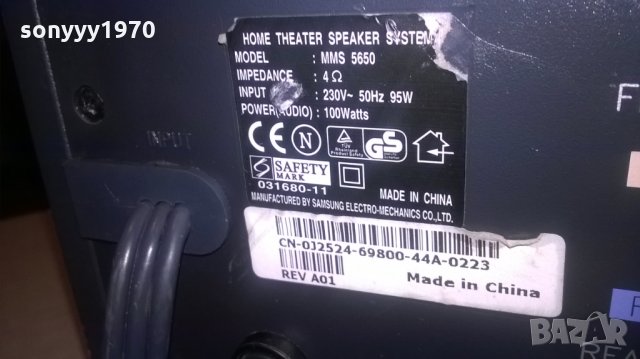 sonyyy1970
HOME THEATER SPEAKER SYSTEM
MODEL : MMS 5650
IMPEDANCE : 4 Ω
INPUT : 230V~ 50Hz 95W
POWER(AUDIO) : 100Watts
CE N GS
SAFETY
MARK
031680-11
MADE IN CHINA
MANUFACTURED BY SAMSUNG ELECTRO-MECHANICS CO.,LTD.
CN-0J2524-69800-44A-0223
REV A01 Made in China
INPUT
F
BAZAR
.bg